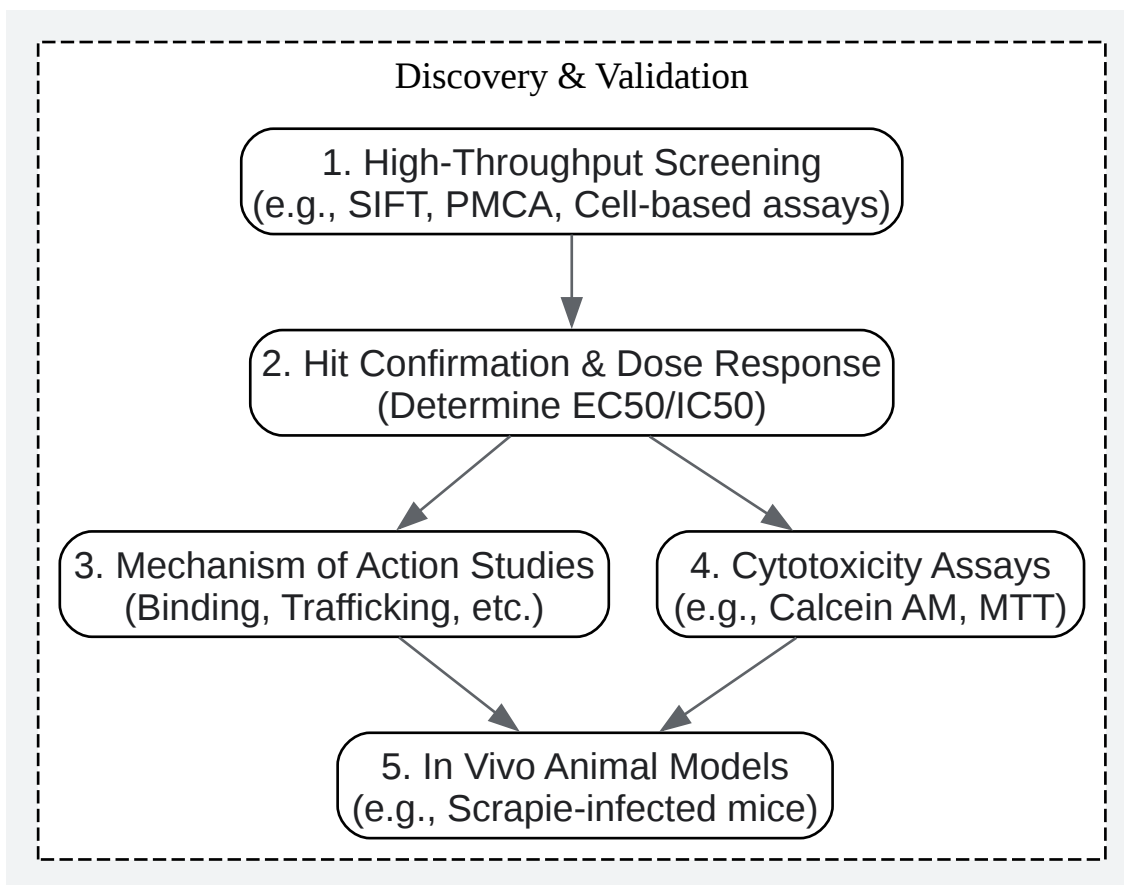 Discovery & Validation
1. High-Throughput Screening
(e.g., SIFT, PMCA, Cell-based assays)
2. Hit Confirmation & Dose Response
(Determine EC50/IC50)
3. Mechanism of Action Studies
(Binding, Trafficking, etc.)
4. Cytotoxicity Assays
(e.g., Calcein AM, MTT)
5. In Vivo Animal Models
(e.g., Scrapie-infected mice)